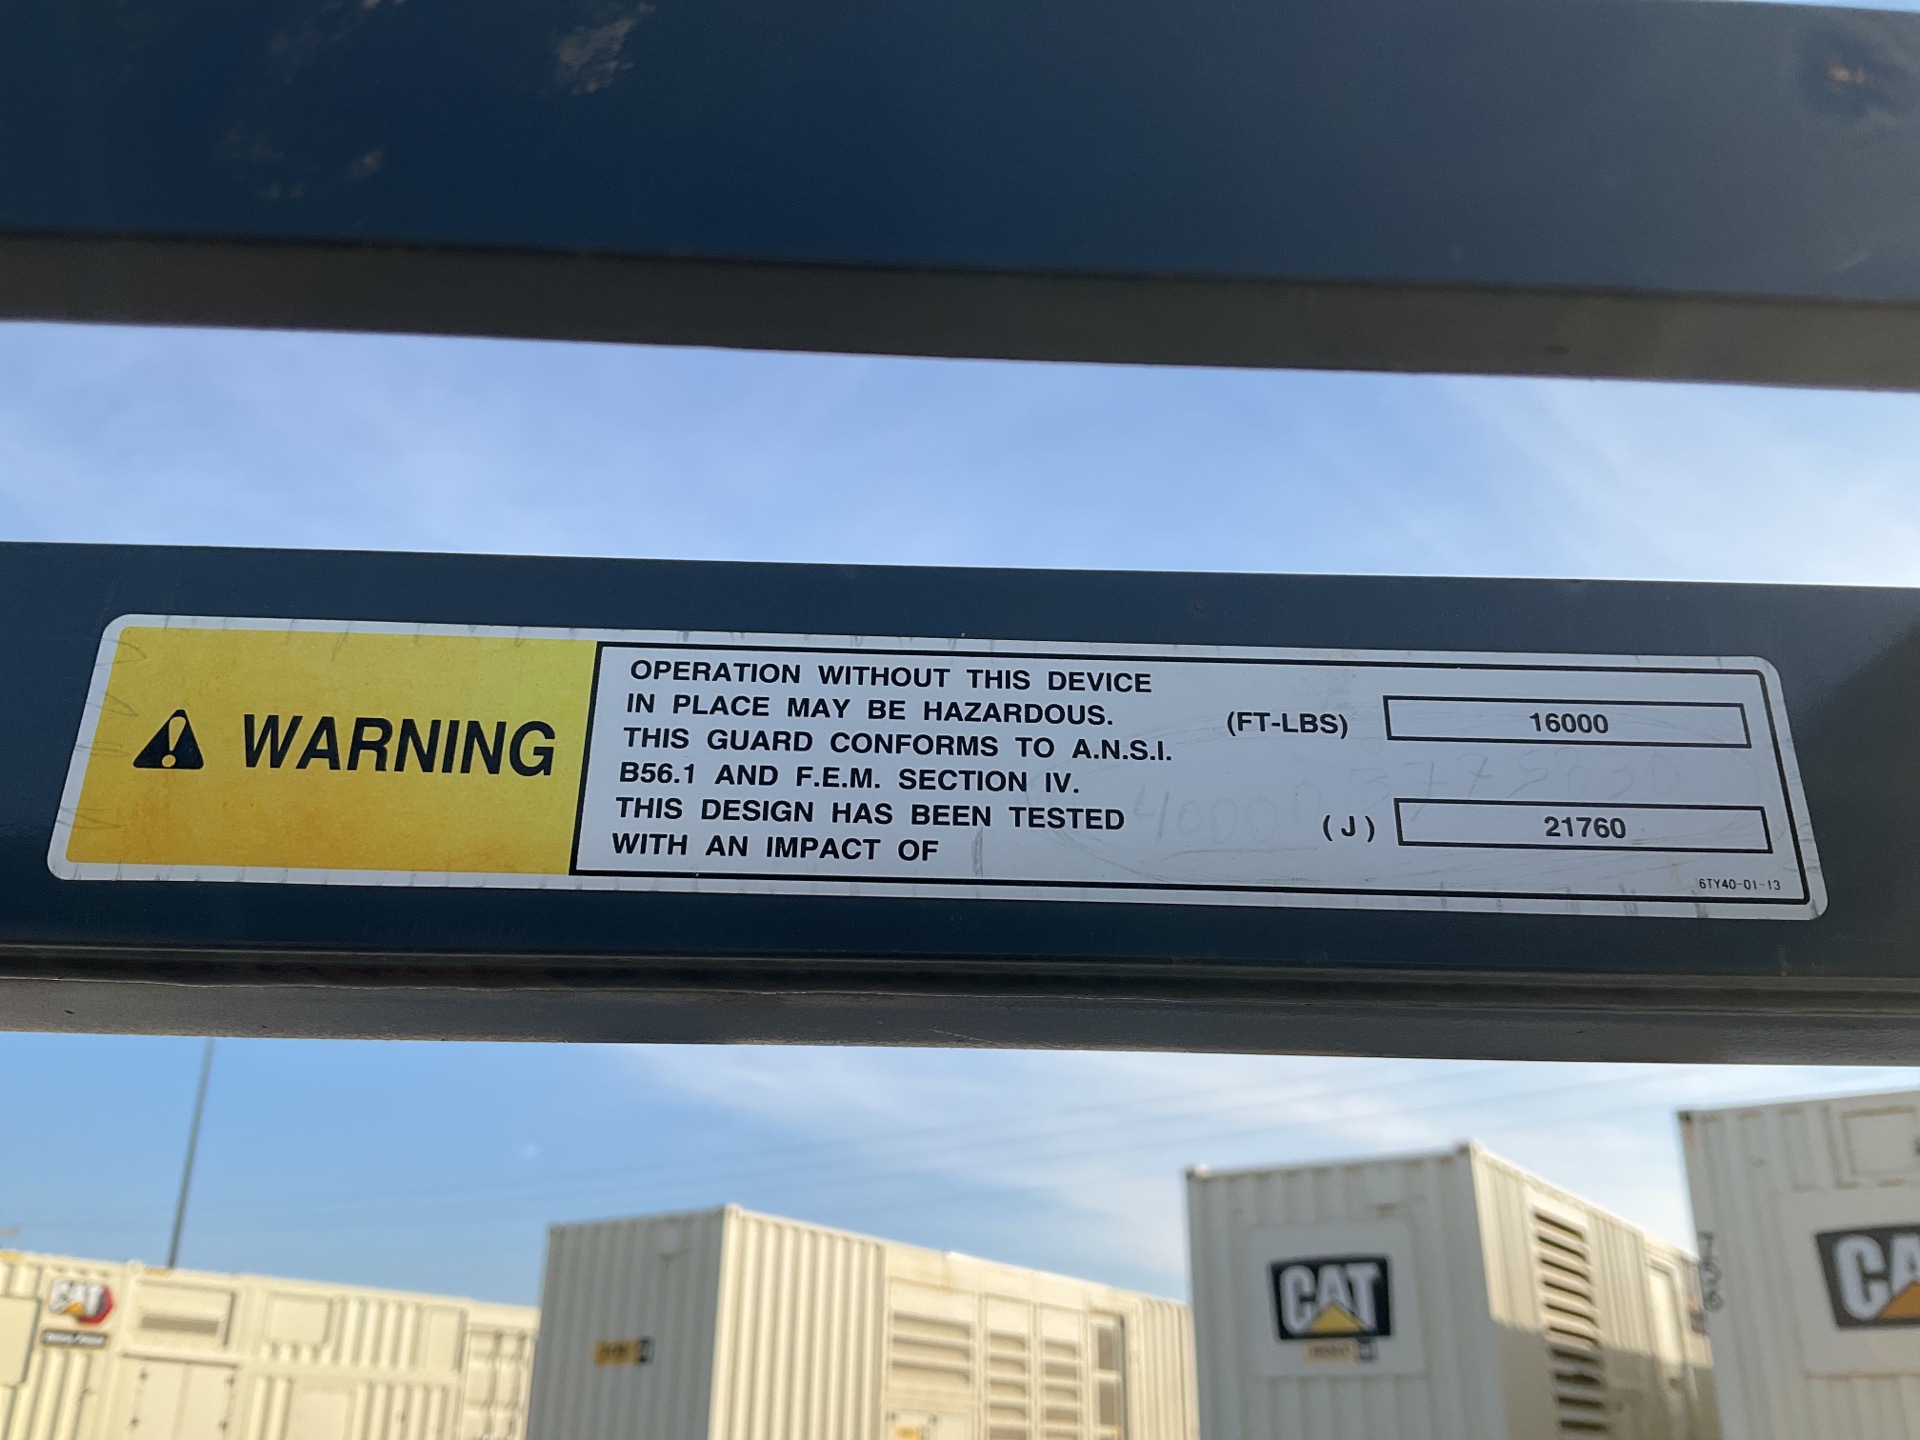 WARNING
OPERATION WITHOUT THIS DEVICE
IN PLACE MAY BE HAZARDOUS.
THIS GUARD CONFORMS TO A.N.S.I.
B56.1 AND F.E.M. SECTION IV.
THIS DESIGN HAS BEEN TESTED
WITH AN IMPACT OF
(FT-LBS) 16000
(J) 21760
6TY40-01-13
CAT
CAT